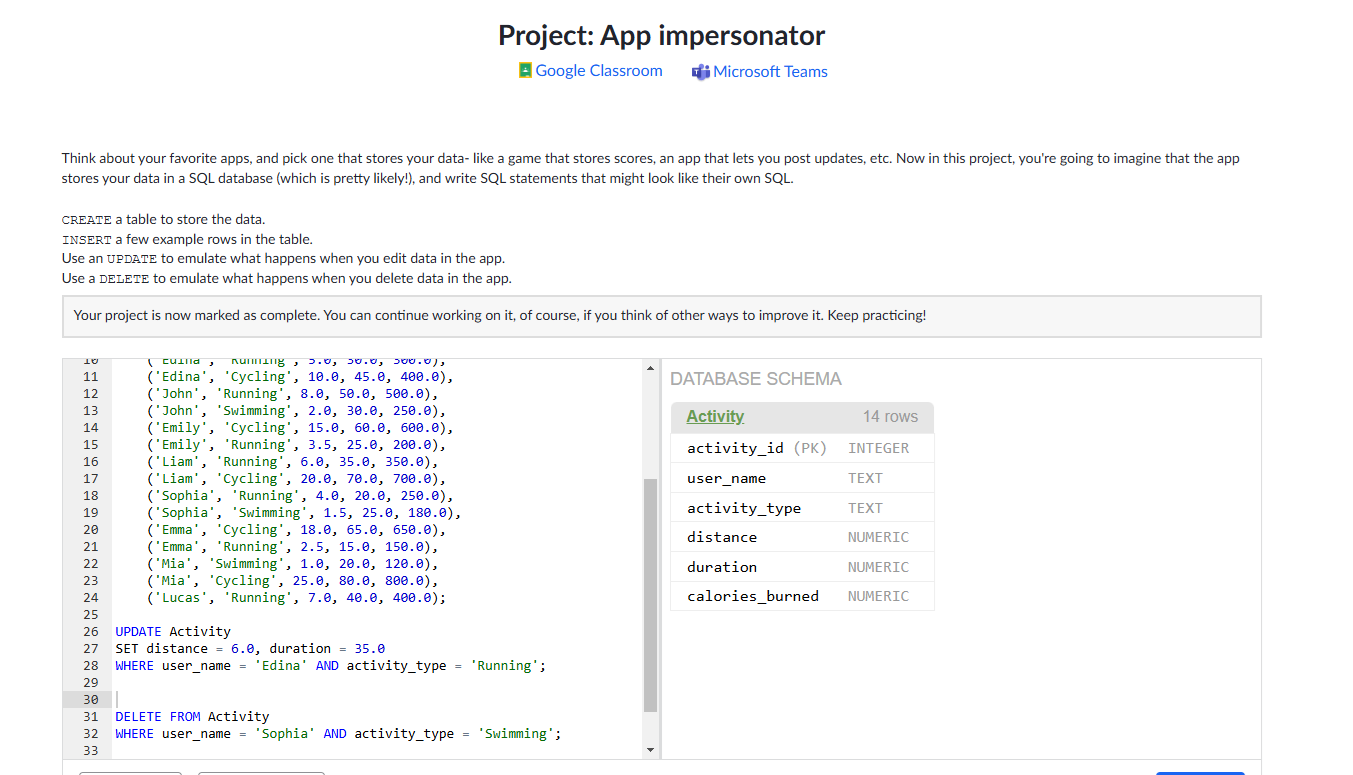 Project: App impersonator
Google Classroom Microsoft Teams
Think about your favorite apps, and pick one that stores your data- like a game that stores scores, an app that lets you post updates, etc. Now in this project, you're going to imagine that the app
stores your data in a SQL database (which is pretty likely!), and write SQL statements that might look like their own SQL.
CREATE a table to store the data.
INSERT a few example rows in the table.
Use an UPDATE to emulate what happens when you edit data in the app.
Use a DELETE to emulate what happens when you delete data in the app.
Your project is now marked as complete. You can continue working on it, of course, if you think of other ways to improve it. Keep practicing!
10 ('Edina', 'Running', 5.0, 30.0, 300.0),
11 ('Edina', 'Cycling', 10.0, 45.0, 400.0),
12 ('John', 'Running', 8.0, 50.0, 500.0),
13 ('John', 'Swimming', 2.0, 30.0, 250.0),
14 ('Emily', 'Cycling', 15.0, 60.0, 600.0),
15 ('Emily', 'Running', 3.5, 25.0, 200.0),
16 ('Liam', 'Running', 6.0, 35.0, 350.0),
17 ('Liam', 'Cycling', 20.0, 70.0, 700.0),
18 ('Sophia', 'Running', 4.0, 20.0, 250.0),
19 ('Sophia', 'Swimming', 1.5, 25.0, 180.0),
20 ('Emma', 'Cycling', 18.0, 65.0, 650.0),
21 ('Emma', 'Running', 2.5, 15.0, 150.0),
22 ('Mia', 'Swimming', 1.0, 20.0, 120.0),
23 ('Mia', 'Cycling', 25.0, 80.0, 800.0),
24 ('Lucas', 'Running', 7.0, 40.0, 400.0);
25
26 UPDATE Activity
27 SET distance = 6.0, duration = 35.0
28 WHERE user_name = 'Edina' AND activity_type = 'Running';
29
30
31 DELETE FROM Activity
32 WHERE user_name = 'Sophia' AND activity_type = 'Swimming';
33
DATABASE SCHEMA
Activity 14 rows
activity_id (PK) INTEGER
user_name TEXT
activity_type TEXT
distance NUMERIC
duration NUMERIC
calories_burned NUMERIC